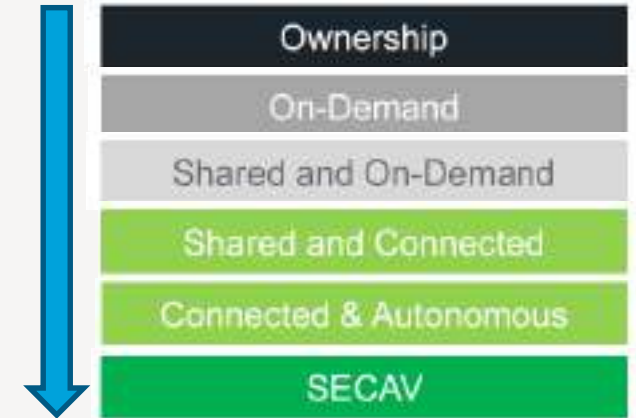 Ownership
On-Demand
Shared and On-Demand
Shared and Connected
Connected & Autonomous
SECAV